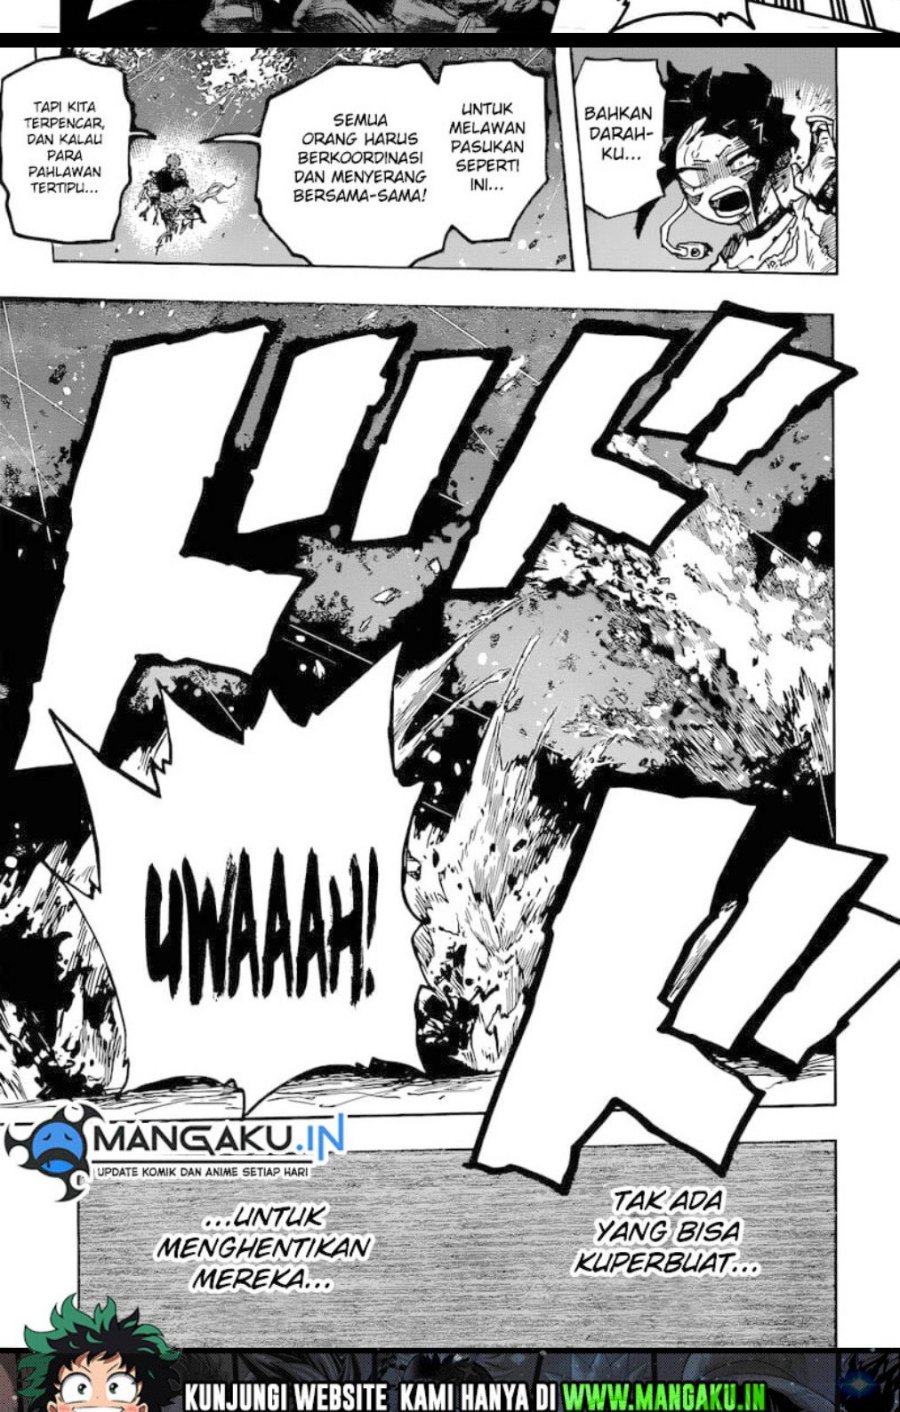 BAHKAN
DARAH-
KU...
UNTUK
MELAWAN
PASUKAN
SEPERTI
INI...
SEMUA
ORANG HARUS
BERKOORDINASI
DAN MENYERANG
BERSAMA-SAMA!
TAPI KITA
TERPENCAR,
DAN KALAU
PARA
PAHLAWAN
TERTIPU...
ドドドド
UWAAAH!
MANGAKU.IN
UPDATE KOMIK DAN ANIME SETIAP HARI
TAK ADA
YANG BISA
KUPERBUAT...
...UNTUK
MENGHENTIKAN
MEREKA...
KUNJUNGI WEBSITE KAMI HANYA DI WWW.MANGAKU.IN